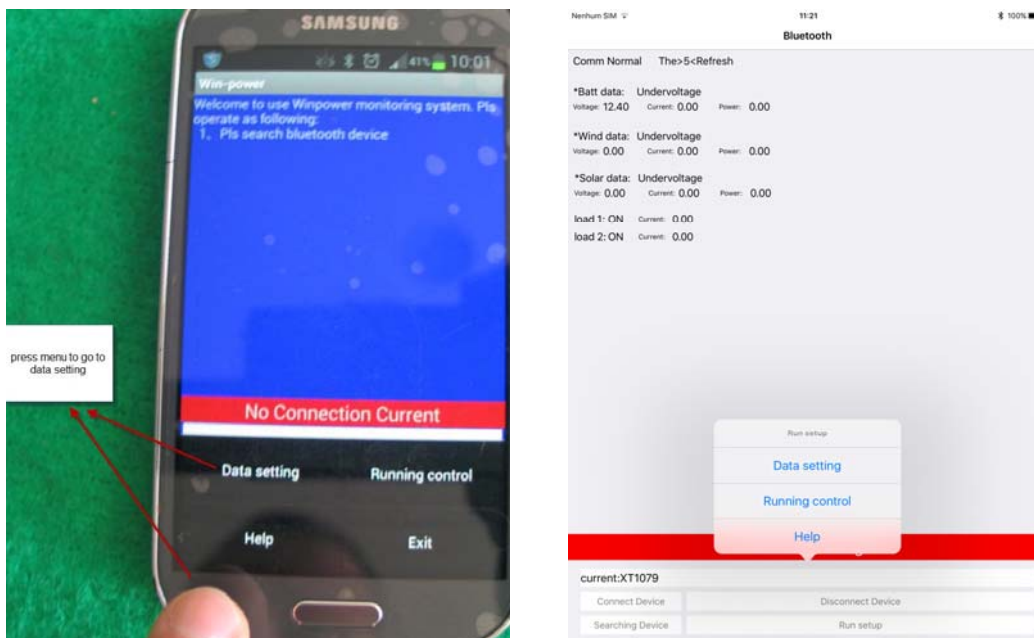 SAMSUNG
41% 10:01
Win-power
Welcome to use Winpower monitoring system. Pls
operate as following:
1、Pls search bluetooth device
press menu to go to
data setting
No Connection Current
Data setting Running control
Help Exit
Nenhum SIM 11:21 100%
Bluetooth
Comm Normal The>5<Refresh
*Batt data: Undervoltage
Voltage: 12.40 Current: 0.00 Power: 0.00
*Wind data: Undervoltage
Voltage: 0.00 Current: 0.00 Power: 0.00
*Solar data: Undervoltage
Voltage: 0.00 Current: 0.00 Power: 0.00
load 1: ON Current: 0.00
load 2: ON Current: 0.00
Run setup
Data setting
Running control
Help
current:XT1079
Connect Device Disconnect Device
Searching Device Run setup